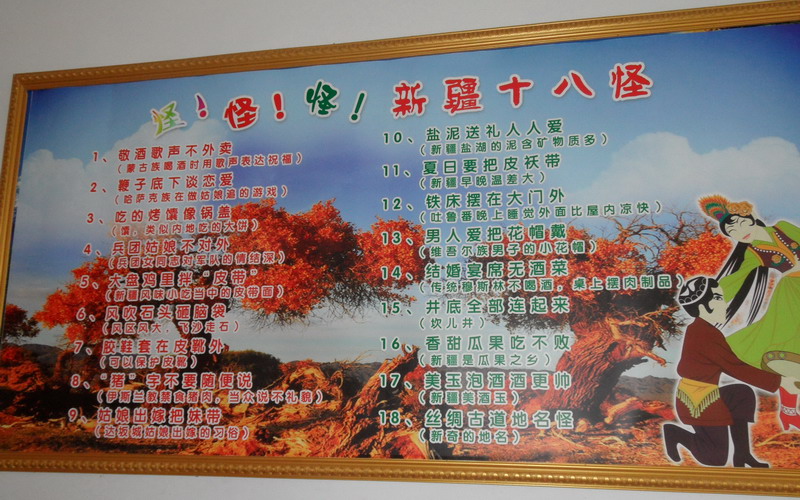 怪！怪！怪！新疆十八怪
1、敬酒歌声不外卖
（蒙古族喝酒时用歌声表达祝福）
2、鞭子底下谈恋爱
（哈萨克族在做姑娘追的游戏）
3、吃的烤馕像锅盖
（馕，类似内地吃的大饼）
4、兵团姑娘不对外
（兵团女同志对军队的情结深）
5、大盘鸡里拌“皮带”
（新疆风味小吃当中的皮带面）
6、风吹石头砸脑袋
（风区风大，飞沙走石）
7、胶鞋套在皮靴外
（可以保护皮靴）
8、“猪”字不要随便说
（伊斯兰教禁食猪肉，当众说不礼貌）
9、姑娘出嫁把妹带
（达坂城姑娘出嫁的习俗）
10、盐泥送礼人人爱
（新疆盐湖的泥含矿物质多）
11、夏日要把皮袄带
（新疆早晚温差大）
12、铁床摆在大门外
（吐鲁番晚上睡觉外面比屋内凉快）
13、男人爱把花帽戴
（维吾尔族男子的小花帽）
14、结婚宴席无酒菜
（传统穆斯林不喝酒，桌上摆肉制品）
15、井底全部连起来
（坎儿井）
16、香甜瓜果吃不败
（新疆是瓜果之乡）
17、美玉泡酒酒更帅
（新疆美酒玉）
18、丝绸古道地名怪
（新奇的地名）